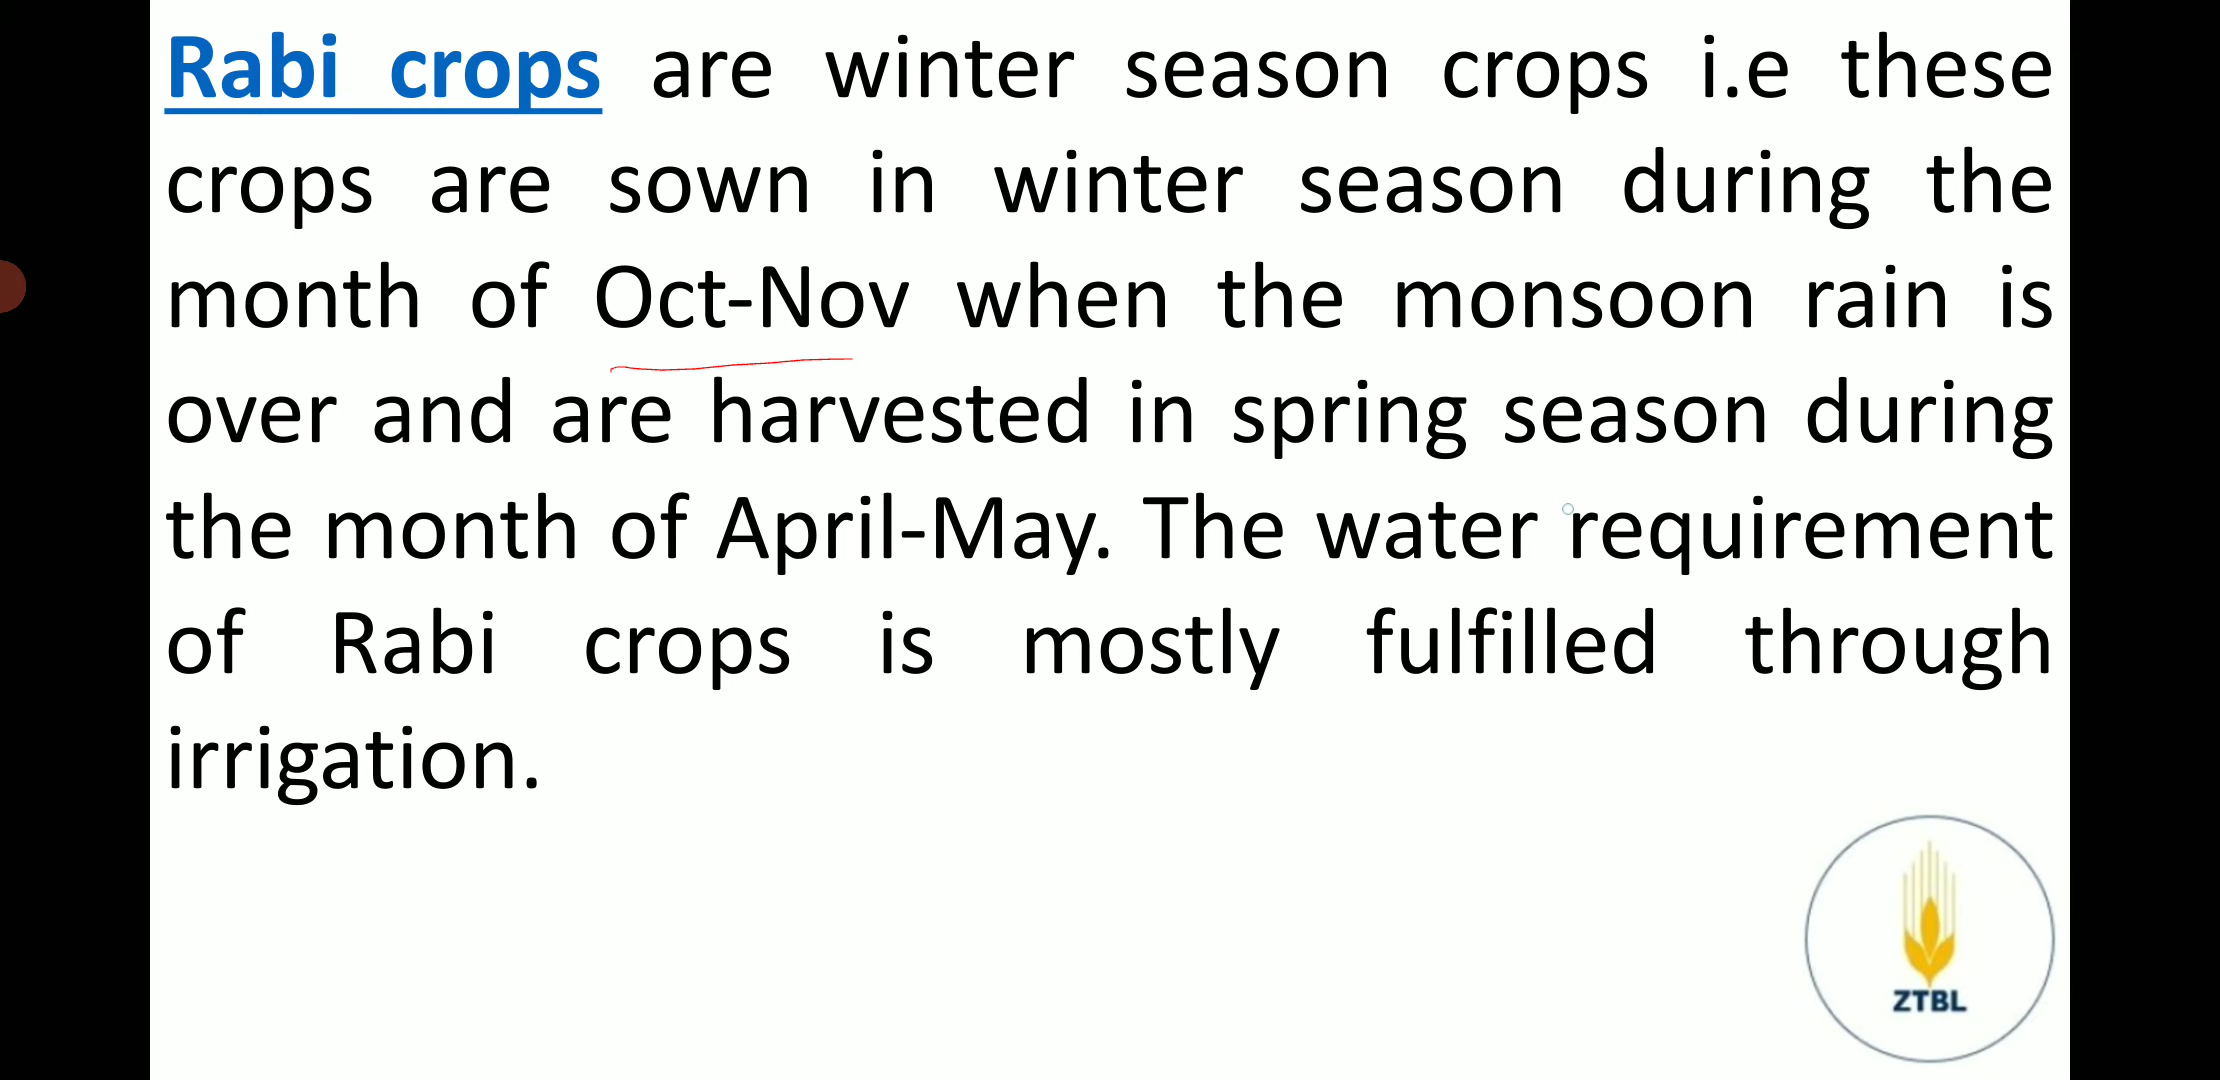 Rabi crops are winter season crops i.e these
crops are sown in winter season during the
month of Oct-Nov when the monsoon rain is
over and are harvested in spring season during
the month of April-May. The water requirement
of Rabi crops is mostly fulfilled through
irrigation.
ZTBL